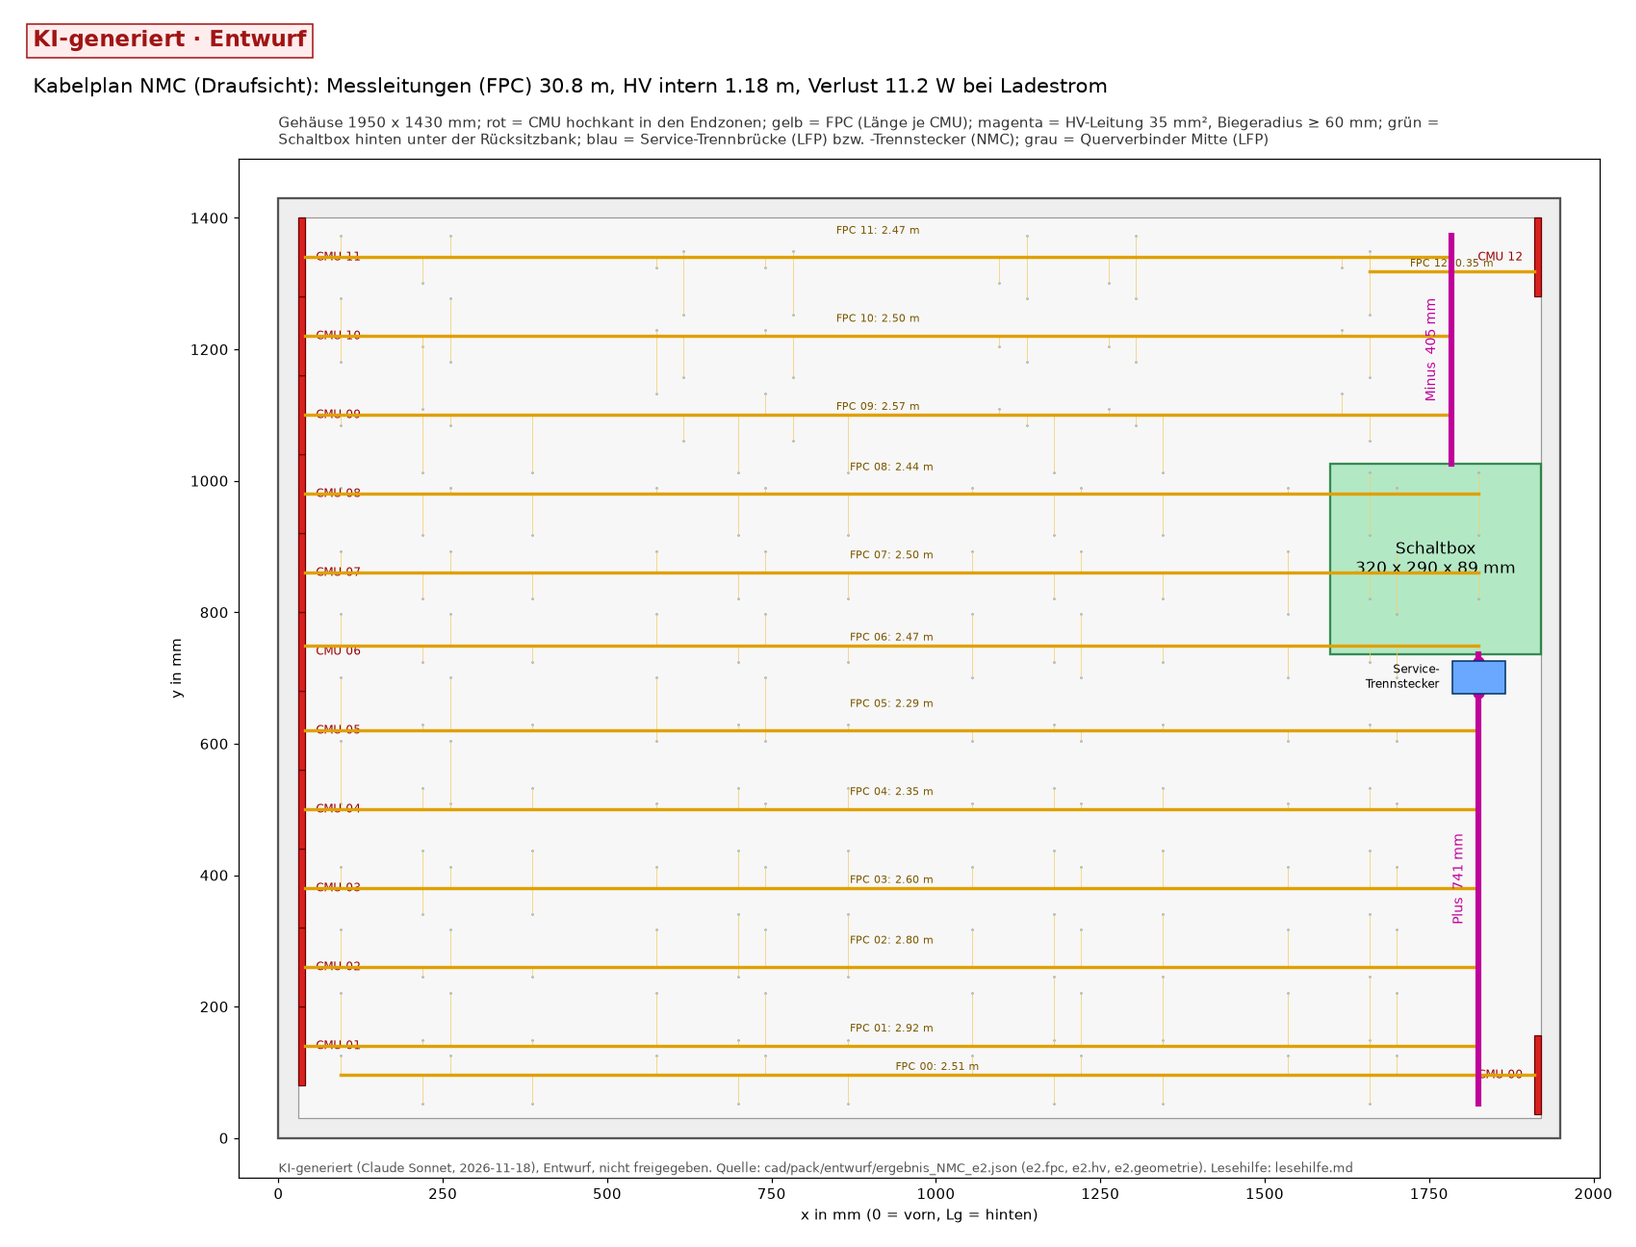 KI-generiert · Entwurf
Kabelplan NMC (Draufsicht): Messleitungen (FPC) 30.8 m, HV intern 1.18 m, Verlust 11.2 W bei Ladestrom
Gehäuse 1950 x 1430 mm; rot = CMU hochkant in den Endzonen; gelb = FPC (Länge je CMU); magenta = HV-Leitung 35 mm², Biegeradius ≥ 60 mm; grün =
Schaltbox hinten unter der Rücksitzbank; blau = Service-Trennbrücke (LFP) bzw. -Trennstecker (NMC); grau = Querverbinder Mitte (LFP)
1400
FPC 11: 2.47 m
CMU 11
CMU 12
FPC 12: 0.35 m
FPC 10: 2.50 m
CMU 10
Minus 405 mm
1200
FPC 09: 2.57 m
CMU 09
1000
FPC 08: 2.44 m
CMU 08
Schaltbox
320 x 290 x 89 mm
FPC 07: 2.50 m
CMU 07
800
FPC 06: 2.47 m
CMU 06
Service-
Trennstecker
y in mm
FPC 05: 2.29 m
CMU 05
600
FPC 04: 2.35 m
CMU 04
Plus 741 mm
400
FPC 03: 2.60 m
CMU 03
FPC 02: 2.80 m
CMU 02
200
FPC 01: 2.92 m
CMU 01
FPC 00: 2.51 m
CMU 00
0
KI-generiert (Claude Sonnet, 2026-11-18), Entwurf, nicht freigegeben. Quelle: cad/pack/entwurf/ergebnis_NMC_e2.json (e2.fpc, e2.hv, e2.geometrie). Lesehilfe: lesehilfe.md
0 250 500 750 1000 1250 1500 1750 2000
x in mm (0 = vorn, Lg = hinten)